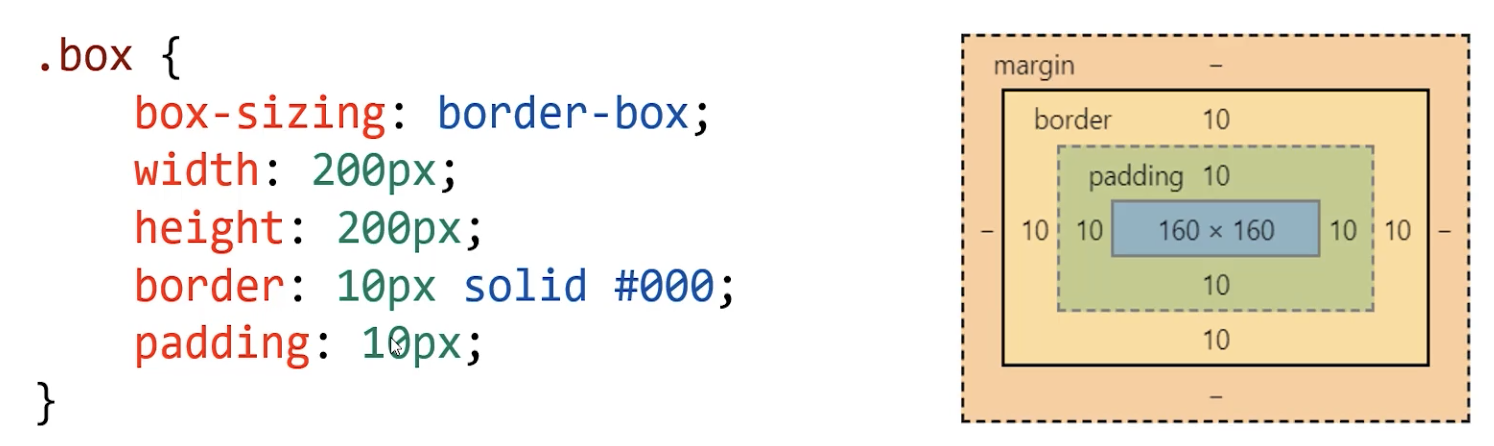 .box {
box-sizing: border-box;
width: 200px;
height: 200px;
border: 10px solid #000;
padding: 10px;
}
margin –
border 10
padding 10
– 10 10 160 × 160 10 10 –
10
10
–